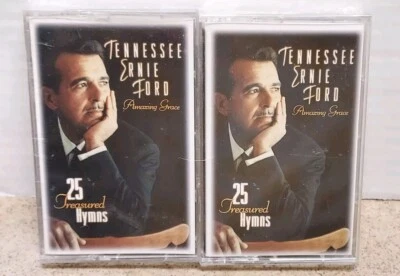 TENNESSEE
ERNIE
FORD
Amazing Grace
25
Treasured
Hymns
TENNESSEE
ERNIE
FORD
Amazing Grace
25
Treasured
Hymns